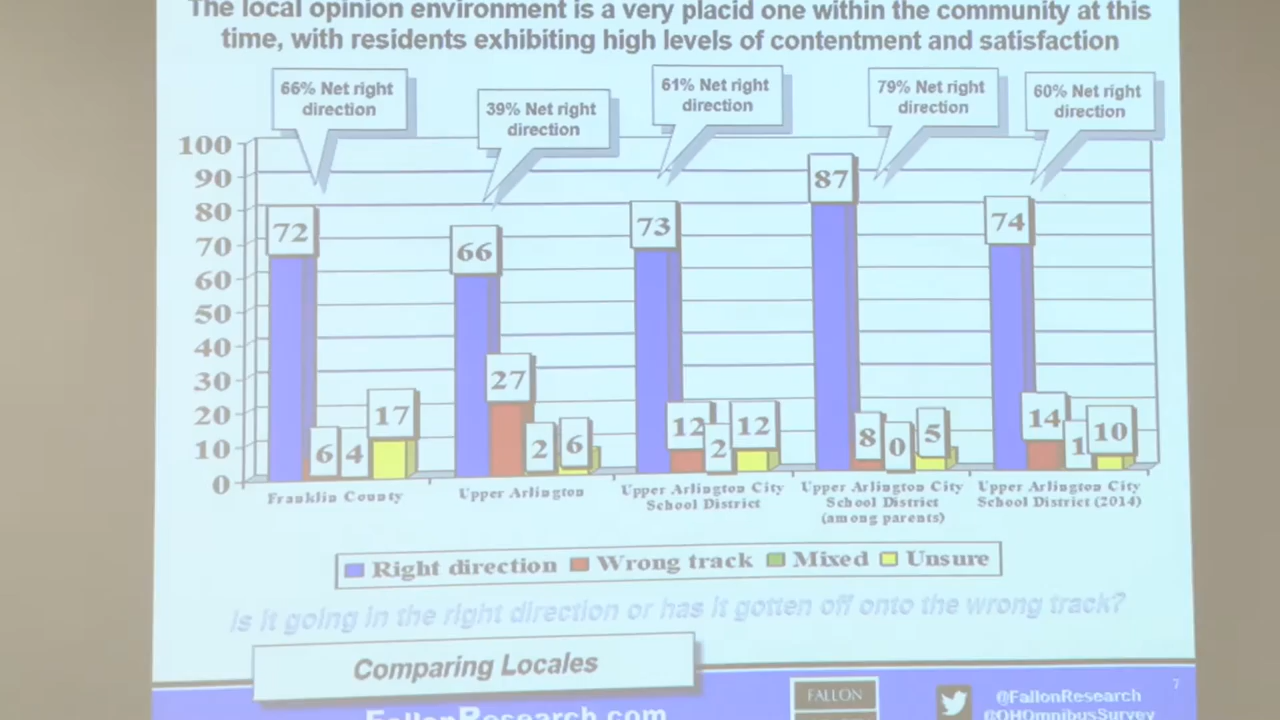 The local opinion environment is a very placid one within the community at this
time, with residents exhibiting high levels of contentment and satisfaction
66% Net right
direction
39% Net right
direction
61% Net right
direction
79% Net right
direction
60% Net right
direction
100
90
80
70
60
50
40
30
20
10
0
72
6
4
17
66
27
2
6
73
12
2
12
87
8
0
5
74
14
1
10
Franklin County
Upper Arlington
Upper Arlington City
School District
Upper Arlington City
School District
(among parents)
Upper Arlington City
School District (2014)
Right direction
Wrong track
Mixed
Unsure
Is it going in the right direction or has it gotten off onto the wrong track?
Comparing Locales
FallonResearch.com
FALLON
@FallonResearch
@OHOmnibusSurvey
7